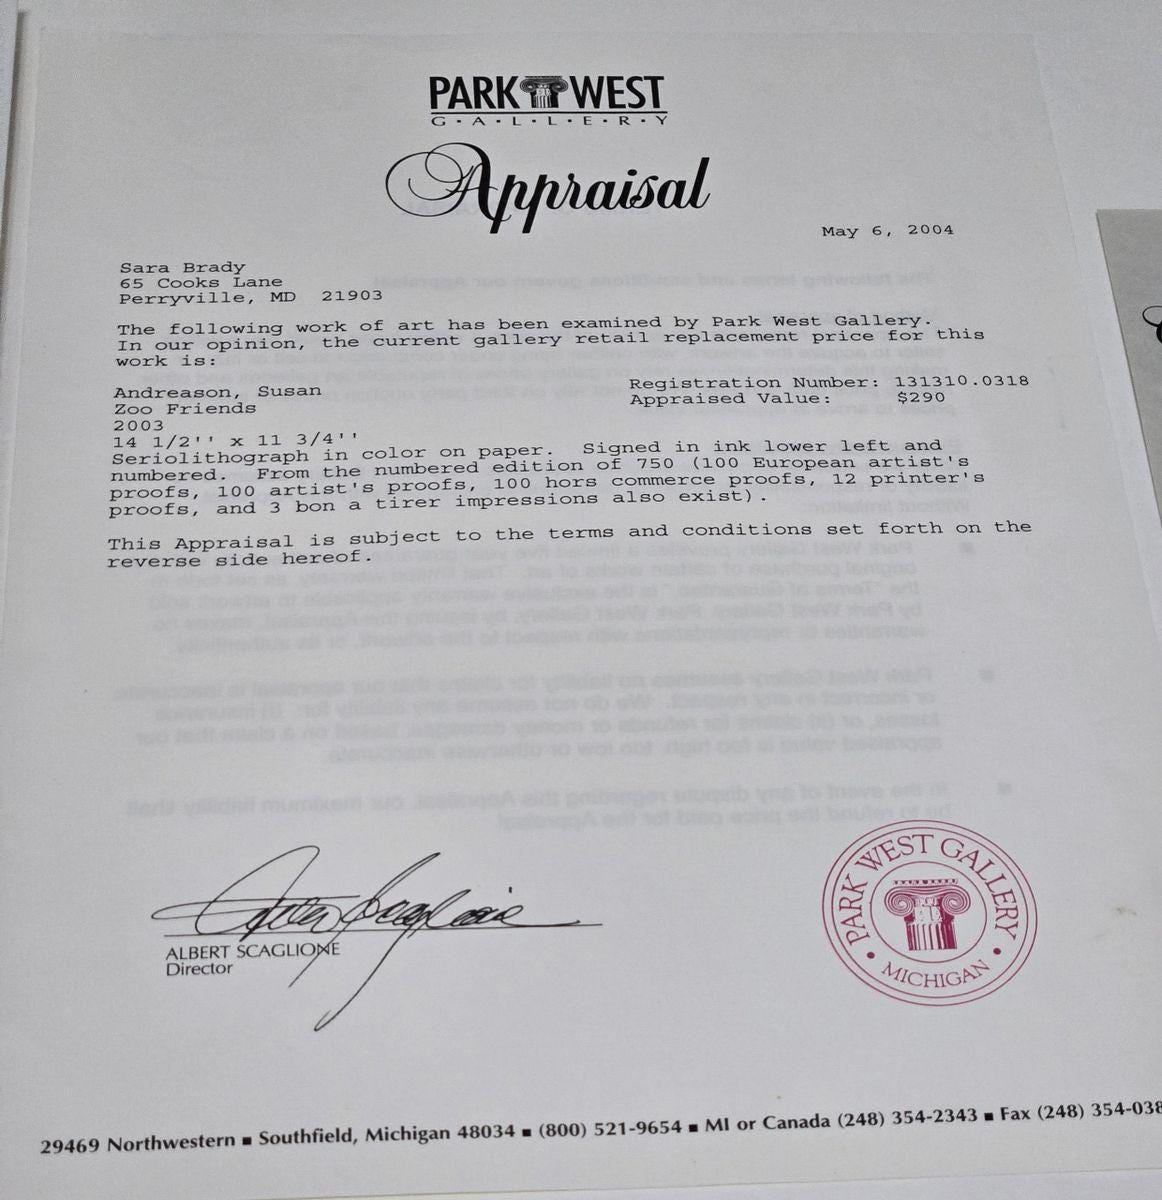 PARK WEST
G·A·L·L·E·R·Y
Appraisal
May 6, 2004
Sara Brady
65 Cooks Lane
Perryville, MD 21903
The following work of art has been examined by Park West Gallery.
In our opinion, the current gallery retail replacement price for this
work is:
Andreason, Susan
Registration Number: 131310.0318
Zoo Friends
Appraised Value: $290
2003
14 1/2'' x 11 3/4''
Seriolithograph in color on paper. Signed in ink lower left and
numbered. From the numbered edition of 750 (100 European artist's
proofs, 100 artist's proofs, 100 hors commerce proofs, 12 printer's
proofs, and 3 bon a tirer impressions also exist).
This Appraisal is subject to the terms and conditions set forth on the
reverse side hereof.
ALBERT SCAGLIONE
Director
PARK WEST GALLERY
• MICHIGAN •
29469 Northwestern ■ Southfield, Michigan 48034 ■ (800) 521-9654 ■ MI or Canada (248) 354-2343 ■ Fax (248) 354-038